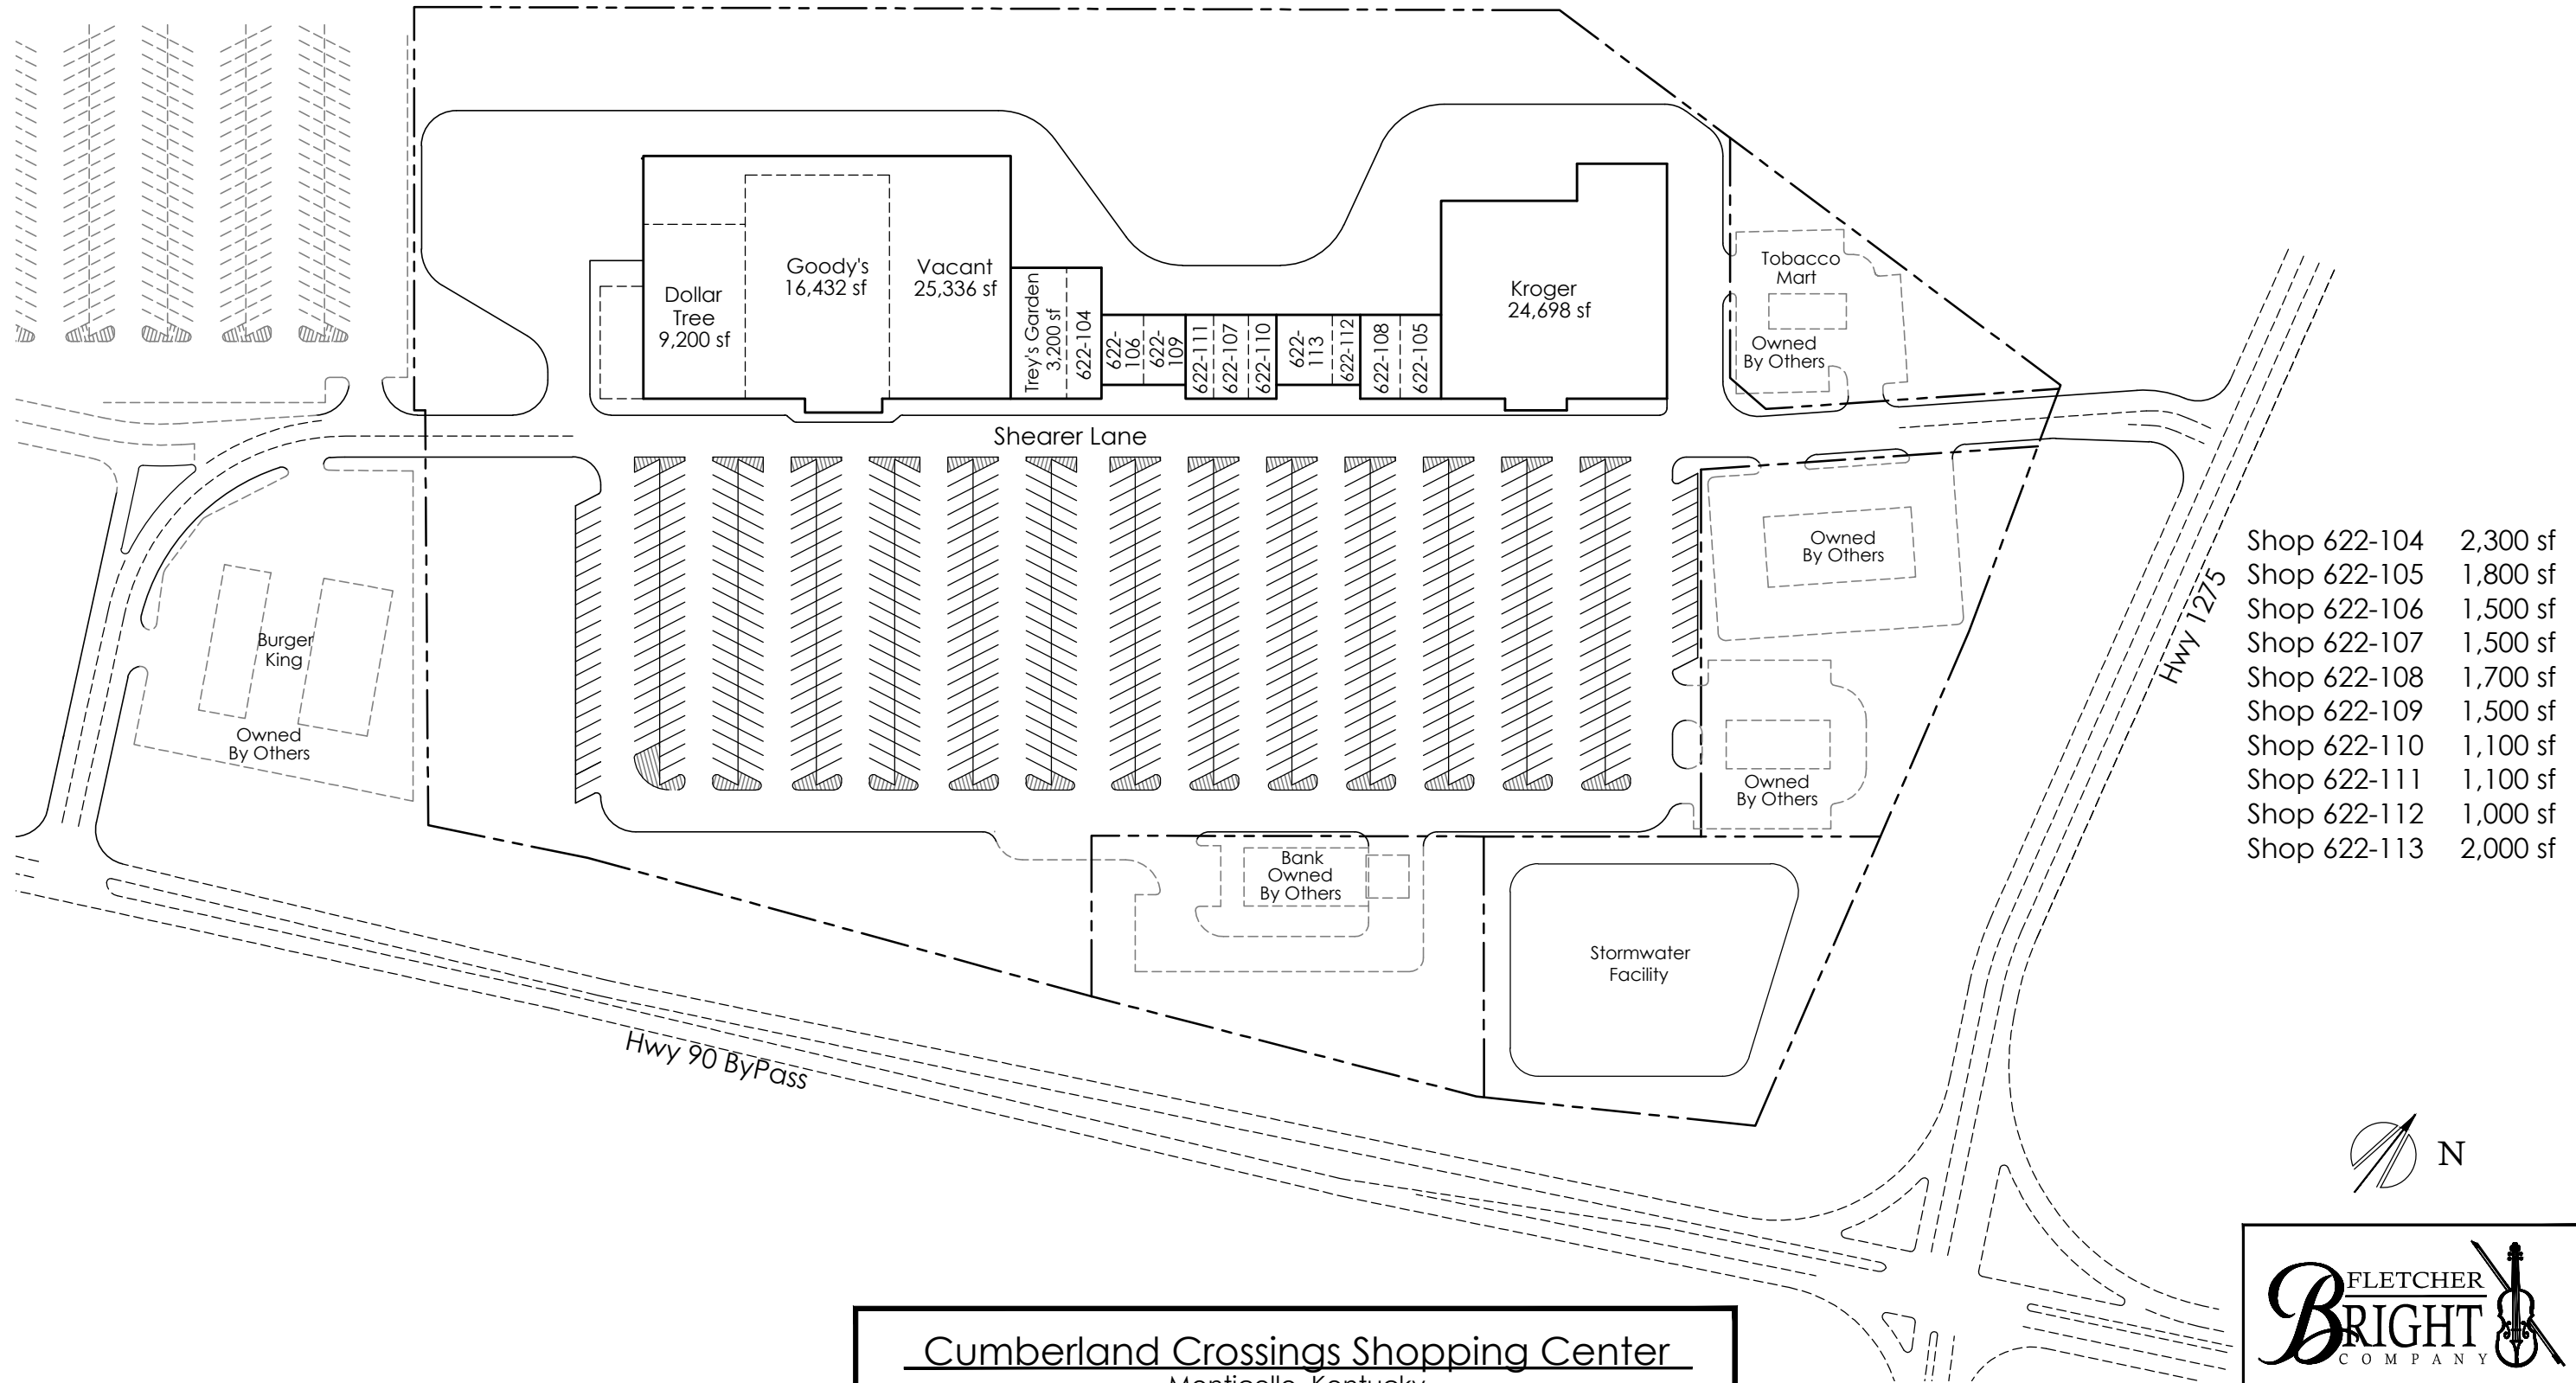 Dollar
Tree
9,200 sf
Goody's
16,432 sf
Vacant
25,336 sf
Trey's Garden
3,200 sf
622-104
622-
106
622-
109
622-111
622-107
622-110
622-
113
622-112
622-108
622-105
Kroger
24,698 sf
Tobacco
Mart
Owned
By Others
Shearer Lane
Owned
By Others
Hwy 1275
Burger
King
Owned
By Others
Owned
By Others
Bank
Owned
By Others
Stormwater
Facility
Hwy 90 ByPass
Shop 622-104 2,300 sf
Shop 622-105 1,800 sf
Shop 622-106 1,500 sf
Shop 622-107 1,500 sf
Shop 622-108 1,700 sf
Shop 622-109 1,500 sf
Shop 622-110 1,100 sf
Shop 622-111 1,100 sf
Shop 622-112 1,000 sf
Shop 622-113 2,000 sf
N
Cumberland Crossings Shopping Center
Monticello, Kentucky
FLETCHER
BRIGHT
COMPANY